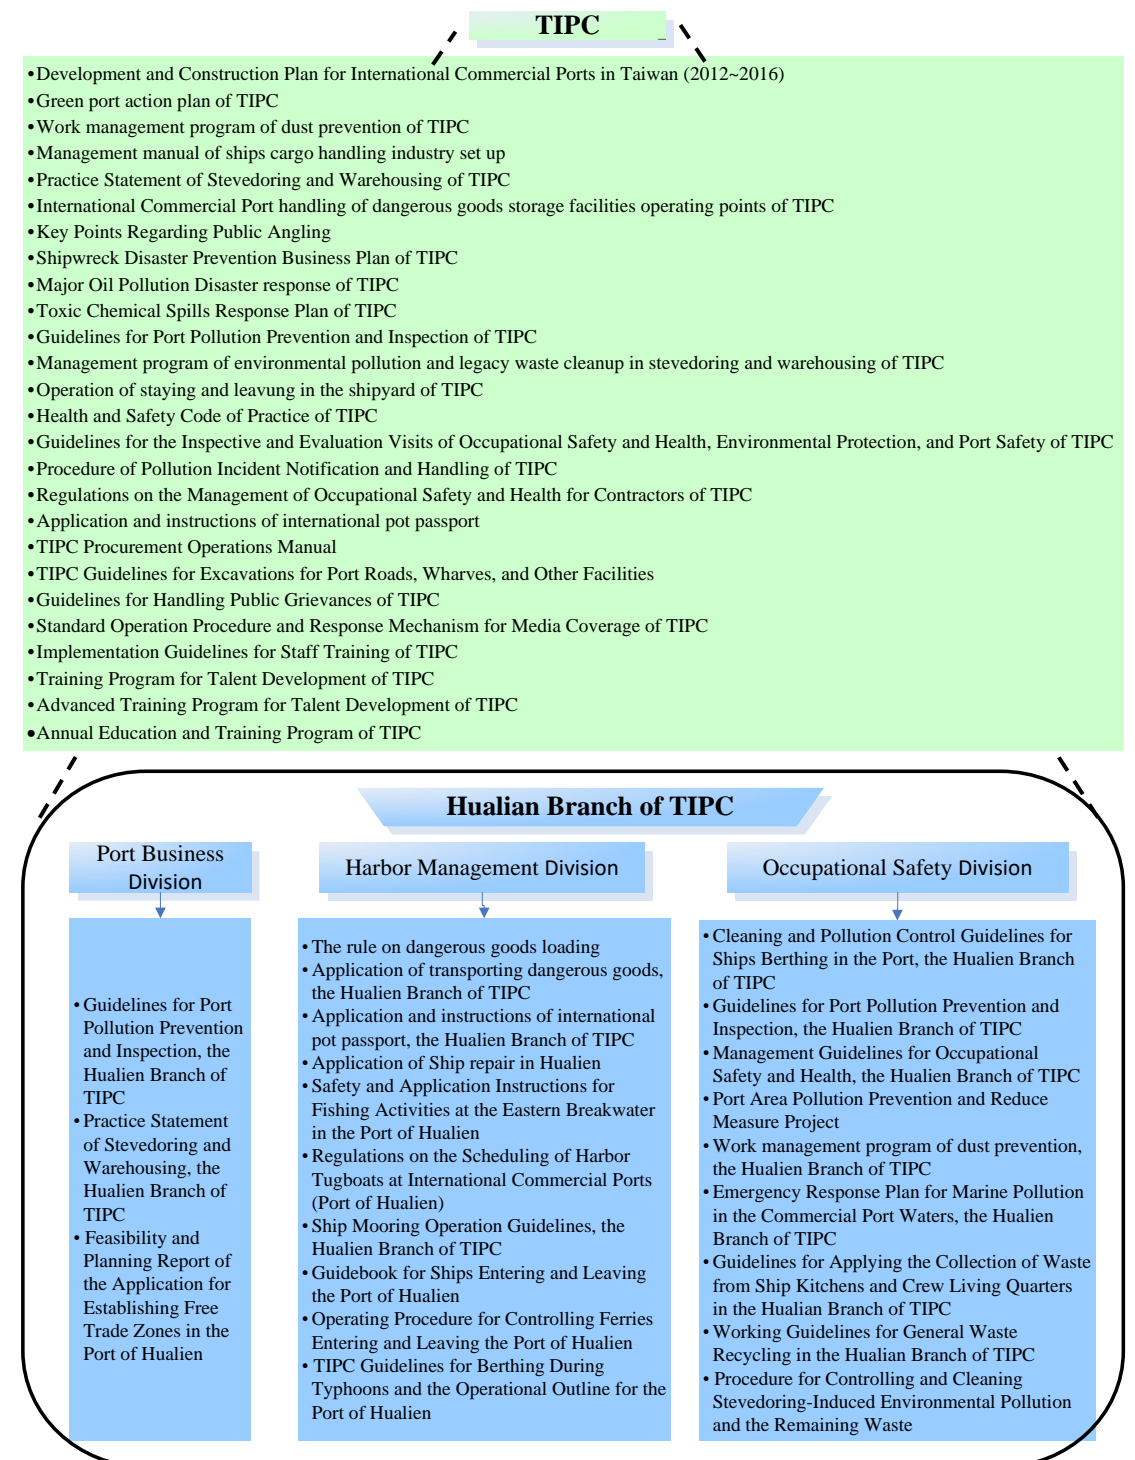 TIPC
•Development and Construction Plan for International Commercial Ports in Taiwan (2012~2016)
•Green port action plan of TIPC
•Work management program of dust prevention of TIPC
•Management manual of ships cargo handling industry set up
•Practice Statement of Stevedoring and Warehousing of TIPC
•International Commercial Port handling of dangerous goods storage facilities operating points of TIPC
•Key Points Regarding Public Angling
•Shipwreck Disaster Prevention Business Plan of TIPC
•Major Oil Pollution Disaster response of TIPC
•Toxic Chemical Spills Response Plan of TIPC
•Guidelines for Port Pollution Prevention and Inspection of TIPC
•Management program of environmental pollution and legacy waste cleanup in stevedoring and warehousing of TIPC
•Operation of staying and leavung in the shipyard of TIPC
•Health and Safety Code of Practice of TIPC
•Guidelines for the Inspective and Evaluation Visits of Occupational Safety and Health, Environmental Protection, and Port Safety of TIPC
•Procedure of Pollution Incident Notification and Handling of TIPC
•Regulations on the Management of Occupational Safety and Health for Contractors of TIPC
•Application and instructions of international pot passport
•TIPC Procurement Operations Manual
•TIPC Guidelines for Excavations for Port Roads, Wharves, and Other Facilities
•Guidelines for Handling Public Grievances of TIPC
•Standard Operation Procedure and Response Mechanism for Media Coverage of TIPC
•Implementation Guidelines for Staff Training of TIPC
•Training Program for Talent Development of TIPC
•Advanced Training Program for Talent Development of TIPC
•Annual Education and Training Program of TIPC
Hualian Branch of TIPC
Port Business
Division
•Guidelines for Port
Pollution Prevention
and Inspection, the
Hualien Branch of
TIPC
•Practice Statement
of Stevedoring and
Warehousing, the
Hualien Branch of
TIPC
• Feasibility and
Planning Report of
the Application for
Establishing Free
Trade Zones in the
Port of Hualien
Harbor Management Division
•The rule on dangerous goods loading
•Application of transporting dangerous goods,
the Hualien Branch of TIPC
•Application and instructions of international
pot passport, the Hualien Branch of TIPC
•Application of Ship repair in Hualien
•Safety and Application Instructions for
Fishing Activities at the Eastern Breakwater
in the Port of Hualien
•Regulations on the Scheduling of Harbor
Tugboats at International Commercial Ports
(Port of Hualien)
•Ship Mooring Operation Guidelines, the
Hualien Branch of TIPC
•Guidebook for Ships Entering and Leaving
the Port of Hualien
•Operating Procedure for Controlling Ferries
Entering and Leaving the Port of Hualien
• TIPC Guidelines for Berthing During
Typhoons and the Operational Outline for the
Port of Hualien
Occupational Safety Division
•Cleaning and Pollution Control Guidelines for
Ships Berthing in the Port, the Hualien Branch
of TIPC
•Guidelines for Port Pollution Prevention and
Inspection, the Hualien Branch of TIPC
•Management Guidelines for Occupational
Safety and Health, the Hualien Branch of TIPC
•Port Area Pollution Prevention and Reduce
Measure Project
•Work management program of dust prevention,
the Hualien Branch of TIPC
•Emergency Response Plan for Marine Pollution
in the Commercial Port Waters, the Hualien
Branch of TIPC
•Guidelines for Applying the Collection of Waste
from Ship Kitchens and Crew Living Quarters
in the Hualian Branch of TIPC
•Working Guidelines for General Waste
Recycling in the Hualian Branch of TIPC
• Procedure for Controlling and Cleaning
Stevedoring-Induced Environmental Pollution
and the Remaining Waste